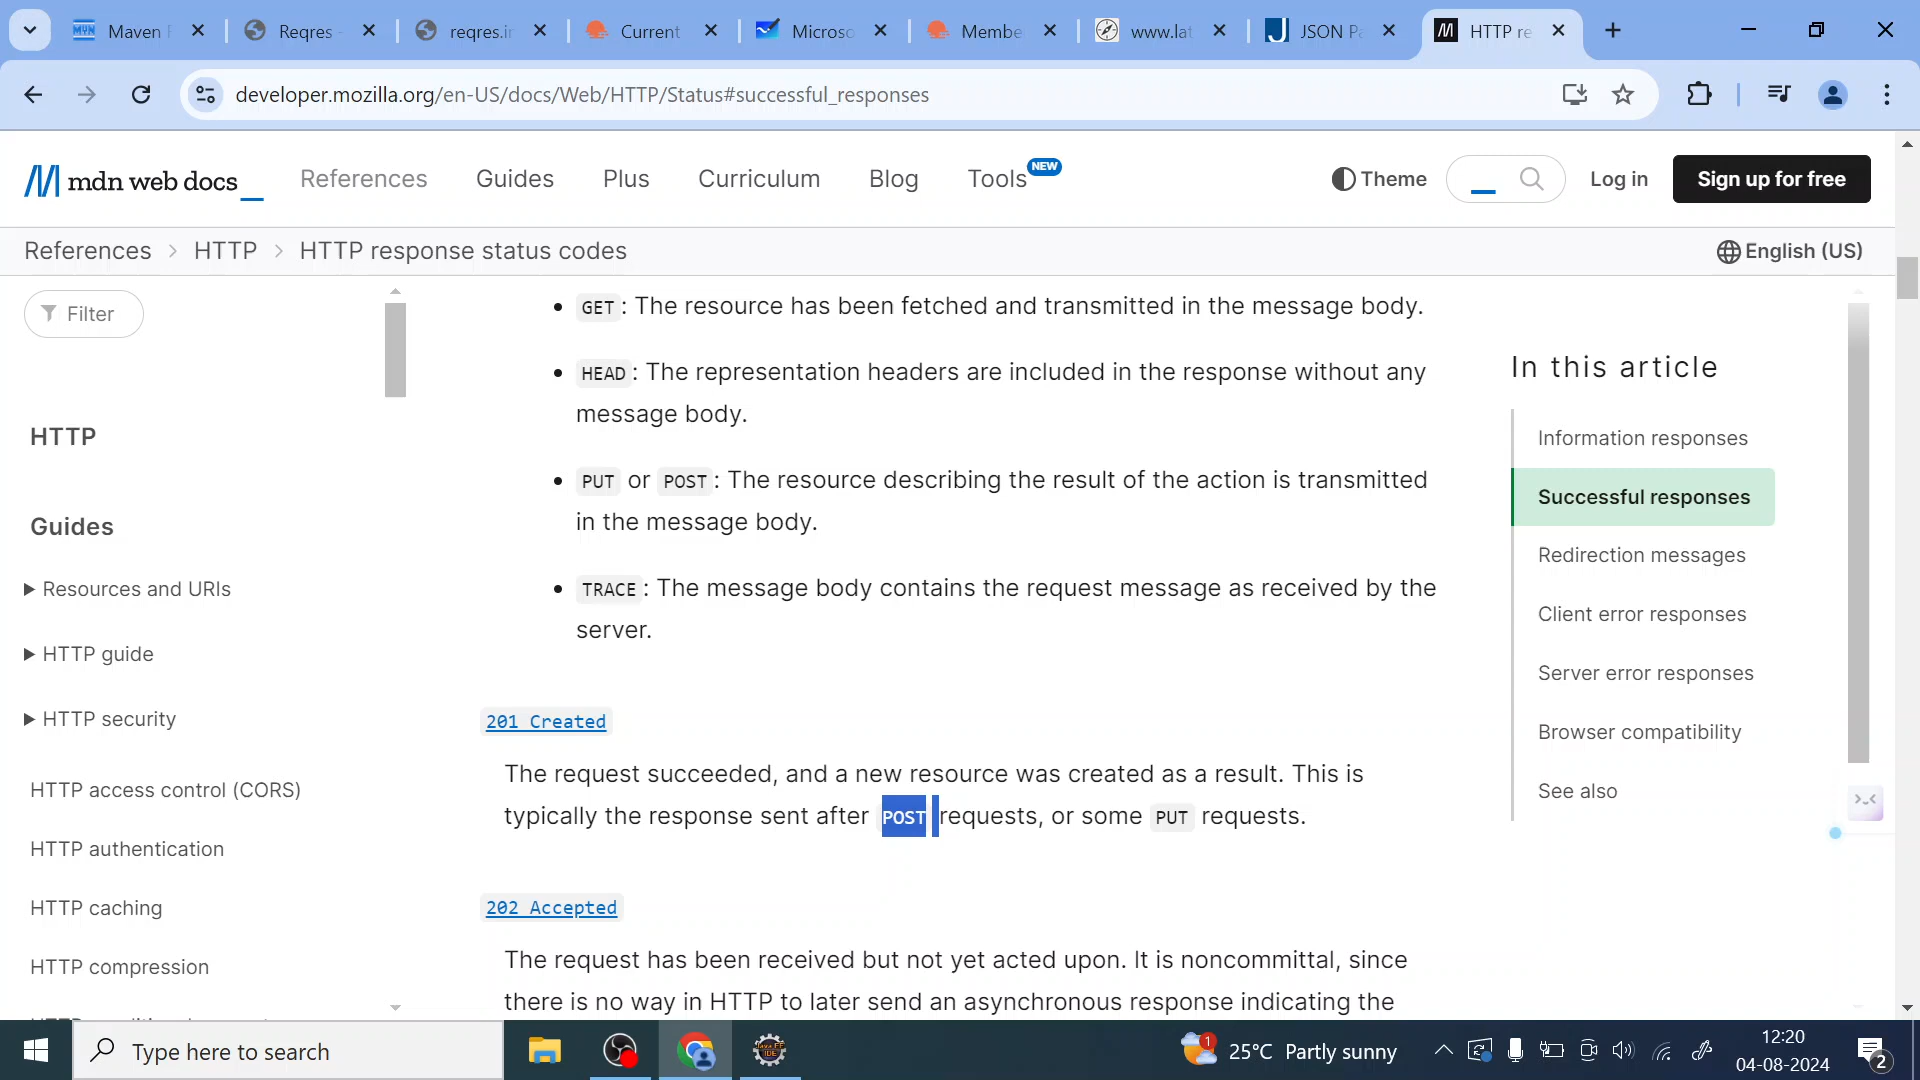 Maven R
Reqres -
reqres.in
Current
Microso
Membe
www.lat
JSON Pa
HTTP re
developer.mozilla.org/en-US/docs/Web/HTTP/Status#successful_responses
mdn web docs
References
Guides
Plus
Curriculum
Blog
Tools
NEW
Theme
Log in
Sign up for free
References > HTTP > HTTP response status codes
English (US)
Filter
HTTP
Guides
Resources and URIs
HTTP guide
HTTP security
HTTP access control (CORS)
HTTP authentication
HTTP caching
HTTP compression
• GET: The resource has been fetched and transmitted in the message body.
• HEAD: The representation headers are included in the response without any
message body.
• PUT or POST: The resource describing the result of the action is transmitted
in the message body.
• TRACE: The message body contains the request message as received by the
server.
201 Created
The request succeeded, and a new resource was created as a result. This is
typically the response sent after POST requests, or some PUT requests.
202 Accepted
The request has been received but not yet acted upon. It is noncommittal, since
there is no way in HTTP to later send an asynchronous response indicating the
In this article
Information responses
Successful responses
Redirection messages
Client error responses
Server error responses
Browser compatibility
See also
Type here to search
Java EE
IDE
1
25°C Partly sunny
12:20
04-08-2024
2